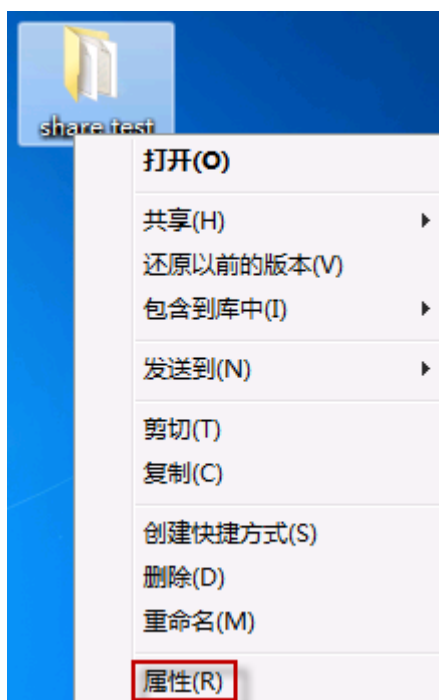 share test
打开(O)
共享(H)
还原以前的版本(V)
包含到库中(I)
发送到(N)
剪切(T)
复制(C)
创建快捷方式(S)
删除(D)
重命名(M)
属性(R)